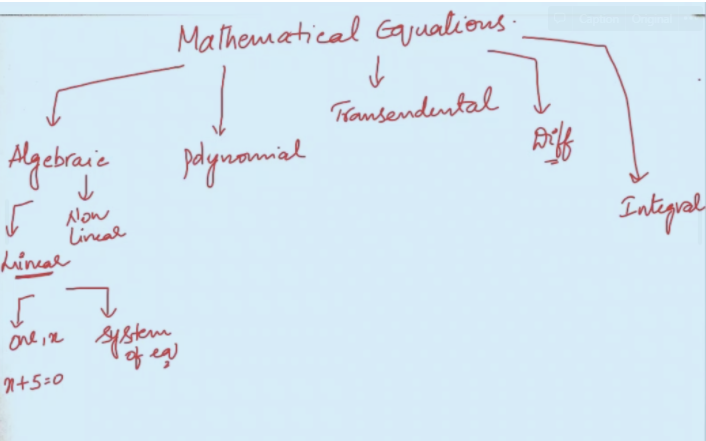 Mathematical Equations.
Algebraic
Polynomial
Transendental
Diff
Integral
Linear
Non
Linear
one, x
x+5=0
System
of eq